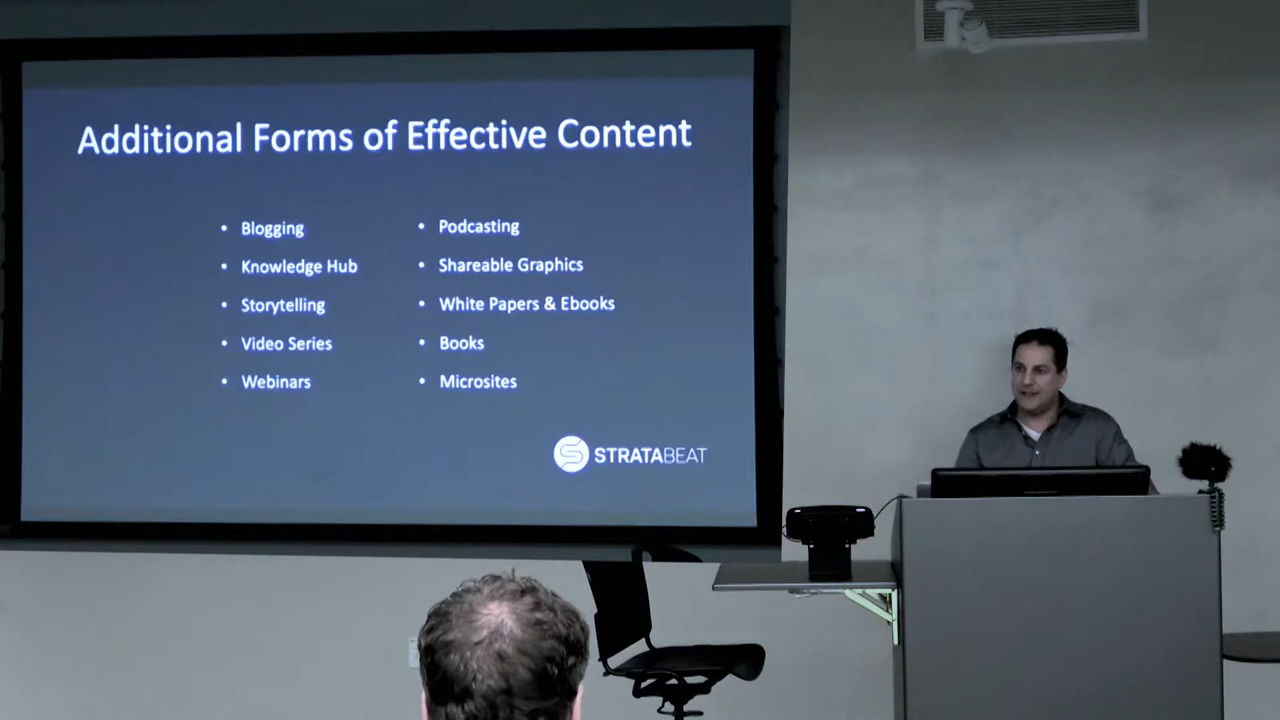 Additional Forms of Effective Content
• Blogging
• Knowledge Hub
• Storytelling
• Video Series
• Webinars
• Podcasting
• Shareable Graphics
• White Papers & Ebooks
• Books
• Microsites
STRATABEAT